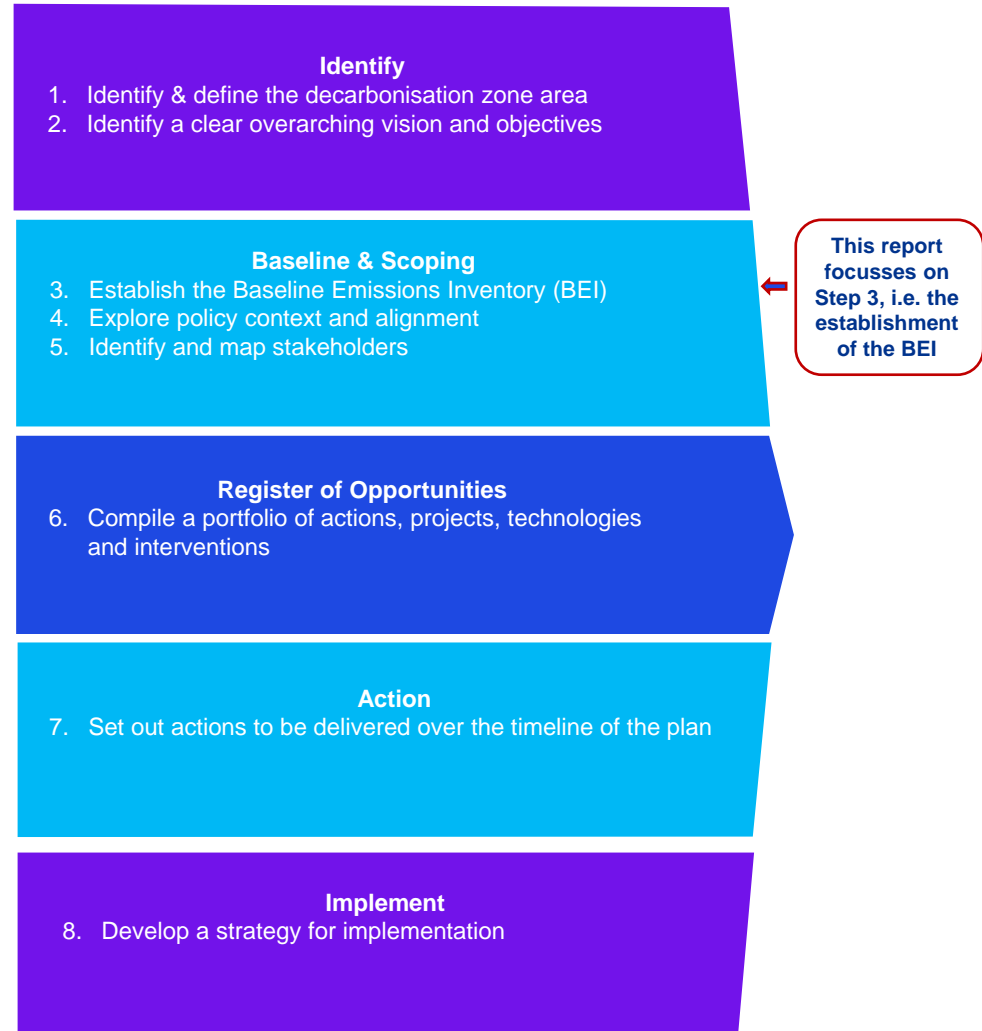 Identify
1. Identify & define the decarbonisation zone area
2. Identify a clear overarching vision and objectives
Baseline & Scoping
3. Establish the Baseline Emissions Inventory (BEI)
4. Explore policy context and alignment
5. Identify and map stakeholders
This report
focusses on
Step 3, i.e. the
establishment
of the BEI
Register of Opportunities
6. Compile a portfolio of actions, projects, technologies
and interventions
Action
7. Set out actions to be delivered over the timeline of the plan
Implement
8. Develop a strategy for implementation